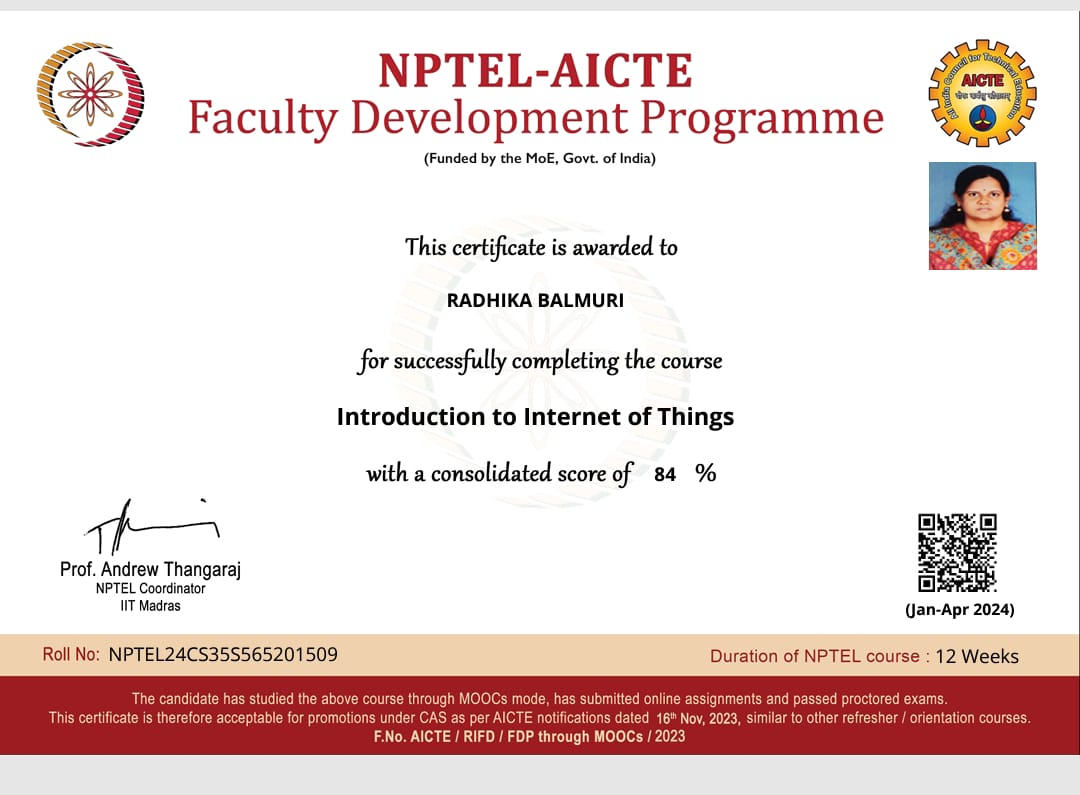 NPTEL-AICTE
Faculty Development Programme
(Funded by the MoE, Govt. of India)
All India Council for Technical Education
AICTE
This certificate is awarded to
RADHIKA BALMURI
for successfully completing the course
Introduction to Internet of Things
with a consolidated score of 84 %
Prof. Andrew Thangaraj
NPTEL Coordinator
IIT Madras
(Jan-Apr 2024)
Roll No: NPTEL24CS35S565201509
Duration of NPTEL course : 12 Weeks
The candidate has studied the above course through MOOCs mode, has submitted online assignments and passed proctored exams.
This certificate is therefore acceptable for promotions under CAS as per AICTE notifications dated 16th Nov, 2023, similar to other refresher / orientation courses.
F.No. AICTE / RIFD / FDP through MOOCs / 2023